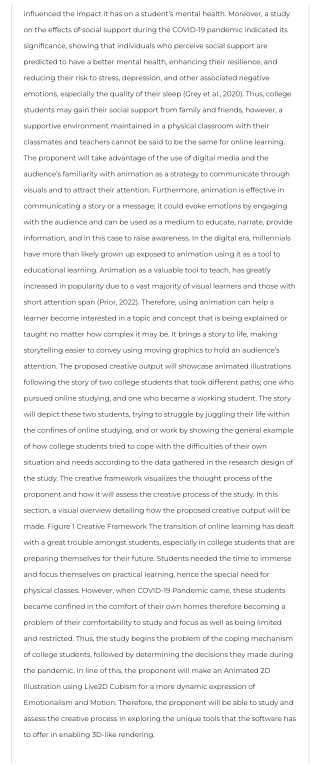 influenced the impact it has on a student's mental health. Moreover, a study
on the effects of social support during the COVID-19 pandemic indicated its
significance, showing that individuals who perceive social support are
predicted to have a better mental health, enhancing their resilience, and
reducing their risk to stress, depression, and other associated negative
emotions, especially the quality of their sleep (Grey et al., 2020). Thus, college
students may gain their social support from family and friends, however, a
supportive environment maintained in a physical classroom with their
classmates and teachers cannot be said to be the same for online learning.
The proponent will take advantage of the use of digital media and the
audience's familiarity with animation as a strategy to communicate through
visuals and to attract their attention. Furthermore, animation is effective in
communicating a story or a message; it could evoke emotions by engaging
with the audience and can be used as a medium to educate, narrate, provide
information, and in this case to raise awareness. In the digital era, millennials
have more than likely grown up exposed to animation using it as a tool to
educational learning. Animation as a valuable tool to teach, has greatly
increased in popularity due to a vast majority of visual learners and those with
short attention span (Prior, 2022). Therefore, using animation can help a
learner become interested in a topic and concept that is being explained or
taught no matter how complex it may be. It brings a story to life, making
storytelling easier to convey using moving graphics to hold an audience's
attention. The proposed creative output will showcase animated illustrations
following the story of two college students that took different paths; one who
pursued online studying, and one who became a working student. The story
will depict these two students, trying to struggle by juggling their life within
the confines of online studying, and or work by showing the general example
of how college students tried to cope with the difficulties of their own
situation and needs according to the data gathered in the research design of
the study. The creative framework visualizes the thought process of the
proponent and how it will assess the creative process of the study. In this
section, a visual overview detailing how the proposed creative output will be
made. Figure 1 Creative Framework The transition of online learning has dealt
with a great trouble amongst students, especially in college students that are
preparing themselves for their future. Students needed the time to immerse
and focus themselves on practical learning, hence the special need for
physical classes. However, when COVID-19 Pandemic came, these students
became confined in the comfort of their own homes therefore becoming a
problem of their comfortability to study and focus as well as being limited
and restricted. Thus, the study begins the problem of the coping mechanism
of college students, followed by determining the decisions they made during
the pandemic. In line of this, the proponent will make an Animated 2D
Illustration using Live2D Cubism for a more dynamic expression of
Emotionalism and Motion. Therefore, the proponent will be able to study and
assess the creative process in exploring the unique tools that the software has
to offer in enabling 3D-like rendering.